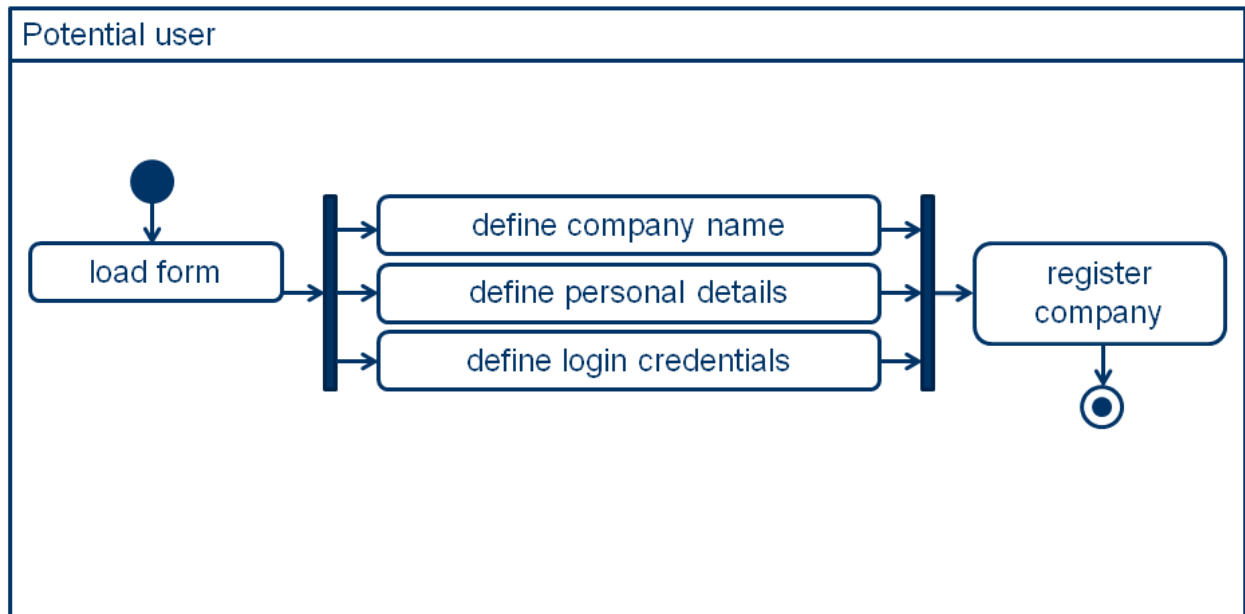 Potential user
load form
define company name
define personal details
define login credentials
register
company